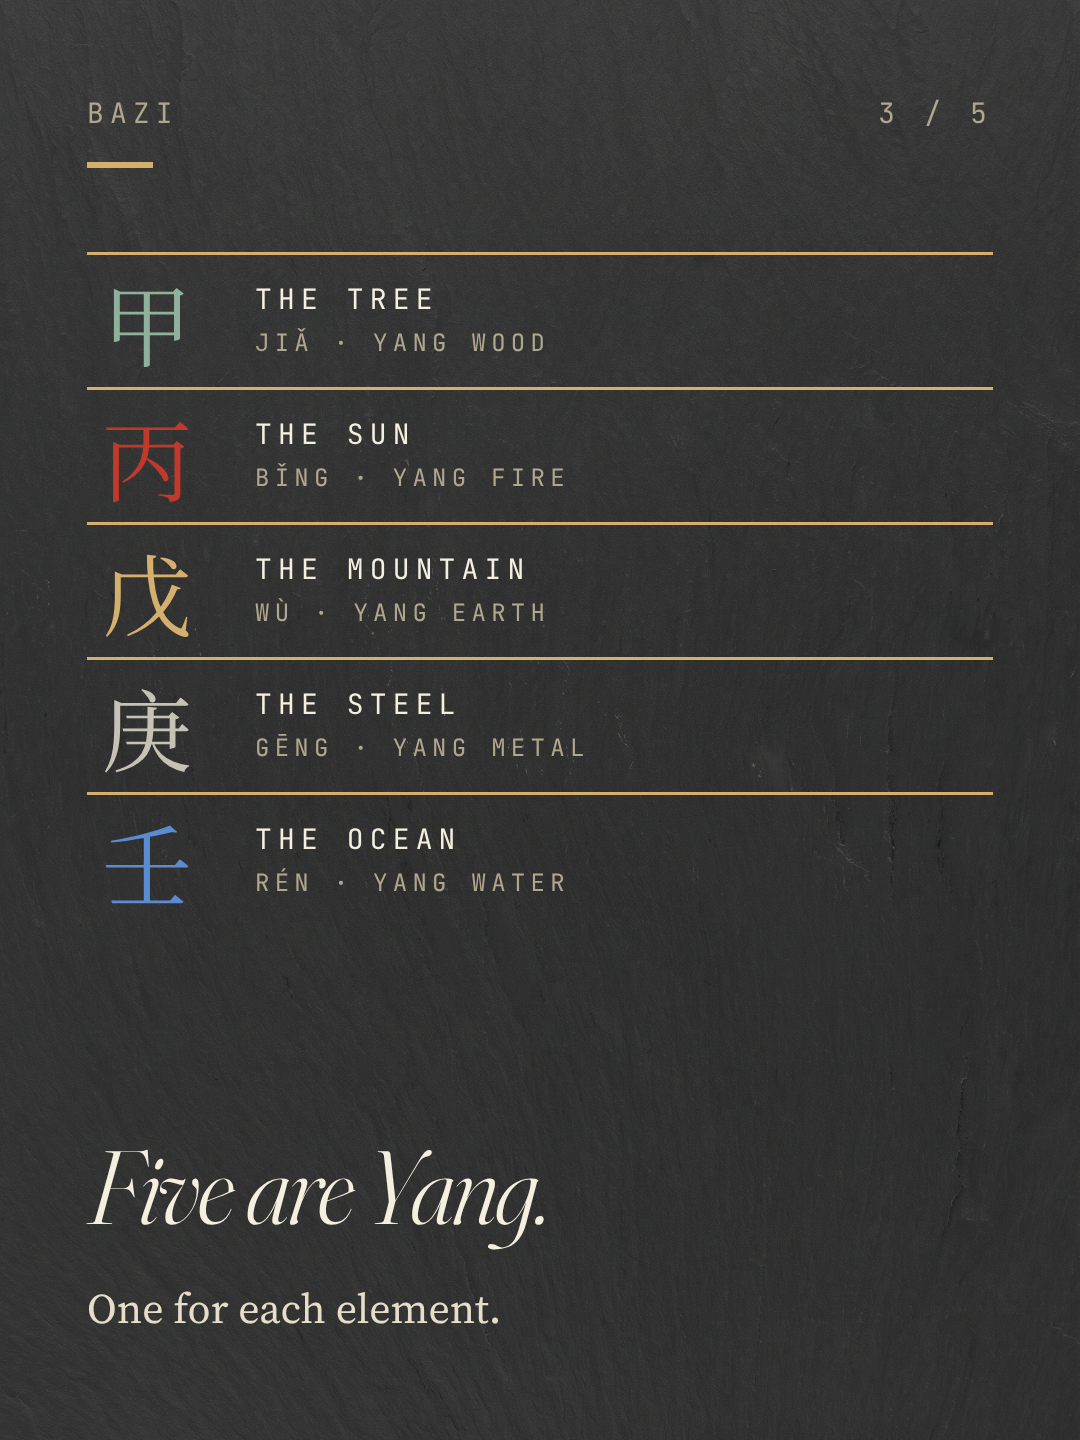 BAZI
3 / 5
甲
THE TREE
JIǍ · YANG WOOD
丙
THE SUN
BǏNG · YANG FIRE
戊
THE MOUNTAIN
WÙ · YANG EARTH
庚
THE STEEL
GĒNG · YANG METAL
壬
THE OCEAN
RÉN · YANG WATER
Five are Yang.
One for each element.